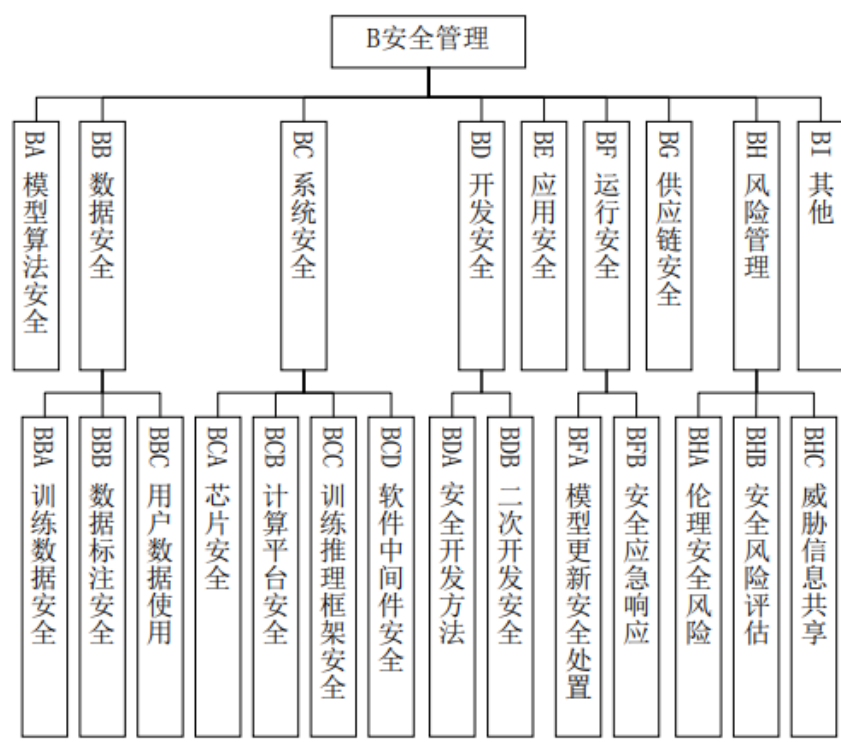 B安全管理
BA 模型算法安全
BB 数据安全
BC 系统安全
BD 开发安全
BE 应用安全
BF 运行安全
BG 供应链安全
BH 风险管理
BI 其他
BBA 训练数据安全
BBB 数据标注安全
BBC 用户数据使用
BCA 芯片安全
BCB 计算平台安全
BCC 训练推理框架安全
BCD 软件中间件安全
BDA 安全开发方法
BDB 二次开发安全
BFA 模型更新安全处置
BFB 安全应急响应
BHA 伦理安全风险
BHB 安全风险评估
BHC 威胁信息共享